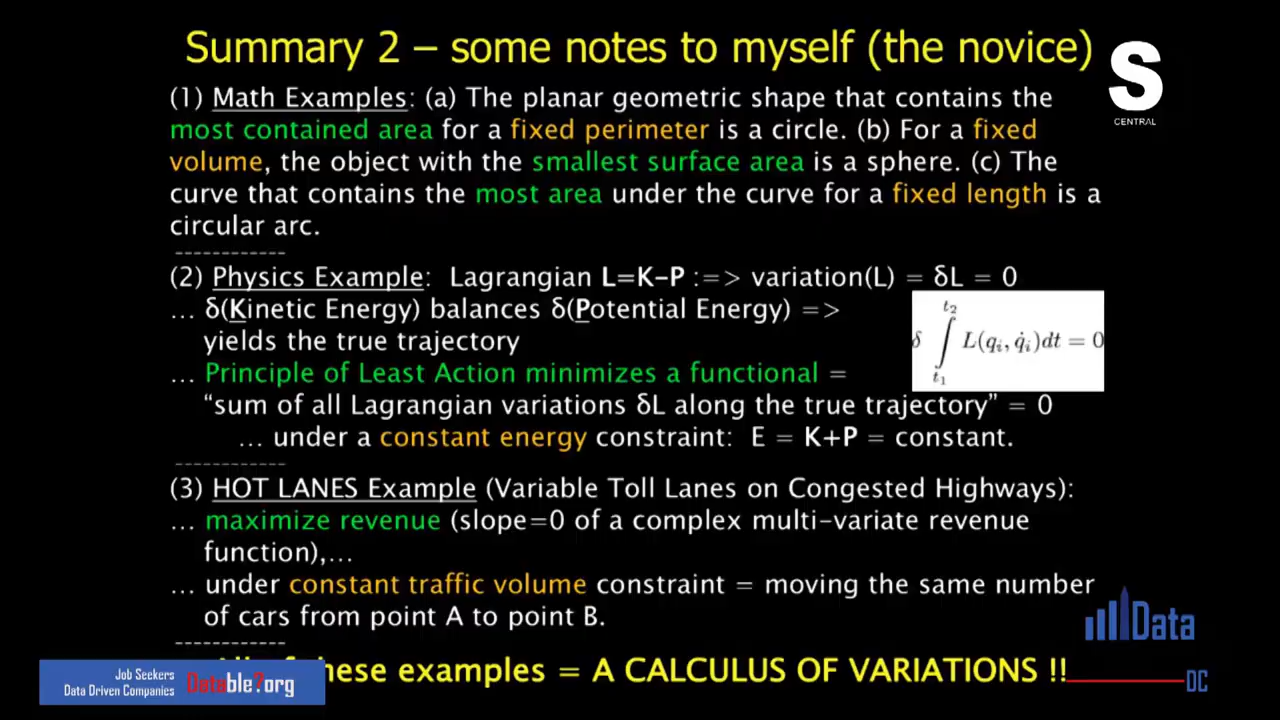 Summary 2 – some notes to myself (the novice)
S
CENTRAL
(1) Math Examples: (a) The planar geometric shape that contains the
most contained area for a fixed perimeter is a circle. (b) For a fixed
volume, the object with the smallest surface area is a sphere. (c) The
curve that contains the most area under the curve for a fixed length is a
circular arc.
------------
(2) Physics Example: Lagrangian L=K-P :=> variation(L) = δL = 0
... δ(Kinetic Energy) balances δ(Potential Energy) =>
yields the true trajectory
δ ∫ t₁ t₂ L(qᵢ, q̇ᵢ)dt = 0
... Principle of Least Action minimizes a functional =
“sum of all Lagrangian variations δL along the true trajectory” = 0
... under a constant energy constraint: E = K+P = constant.
------------
(3) HOT LANES Example (Variable Toll Lanes on Congested Highways):
... maximize revenue (slope=0 of a complex multi-variate revenue
function),...
... under constant traffic volume constraint = moving the same number
of cars from point A to point B.
------------
hese examples = A CALCULUS OF VARIATIONS !!
Job Seekers
Data Driven Companies
Datable?org
Data
DC